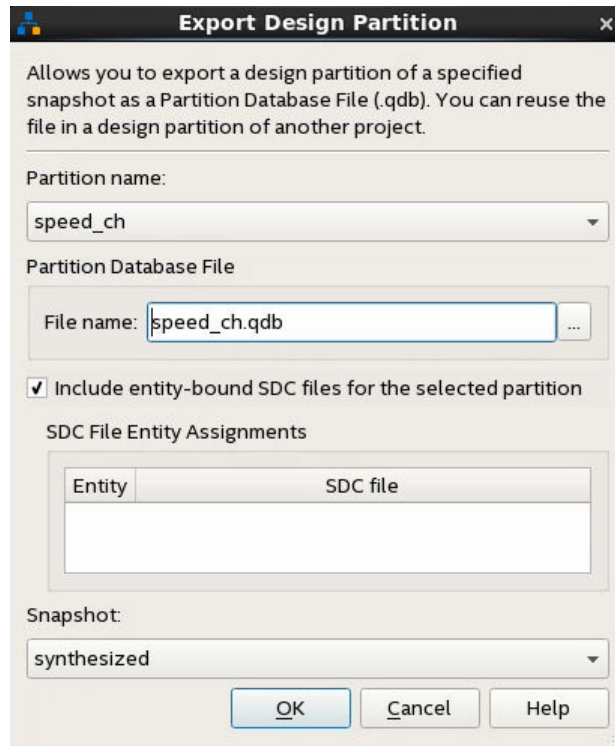 Export Design Partition
Allows you to export a design partition of a specified
snapshot as a Partition Database File (.qdb). You can reuse the
file in a design partition of another project.
Partition name:
speed_ch
Partition Database File
File name: speed_ch.qdb ...
Include entity-bound SDC files for the selected partition
SDC File Entity Assignments
Entity SDC file
Snapshot:
synthesized
OK Cancel Help